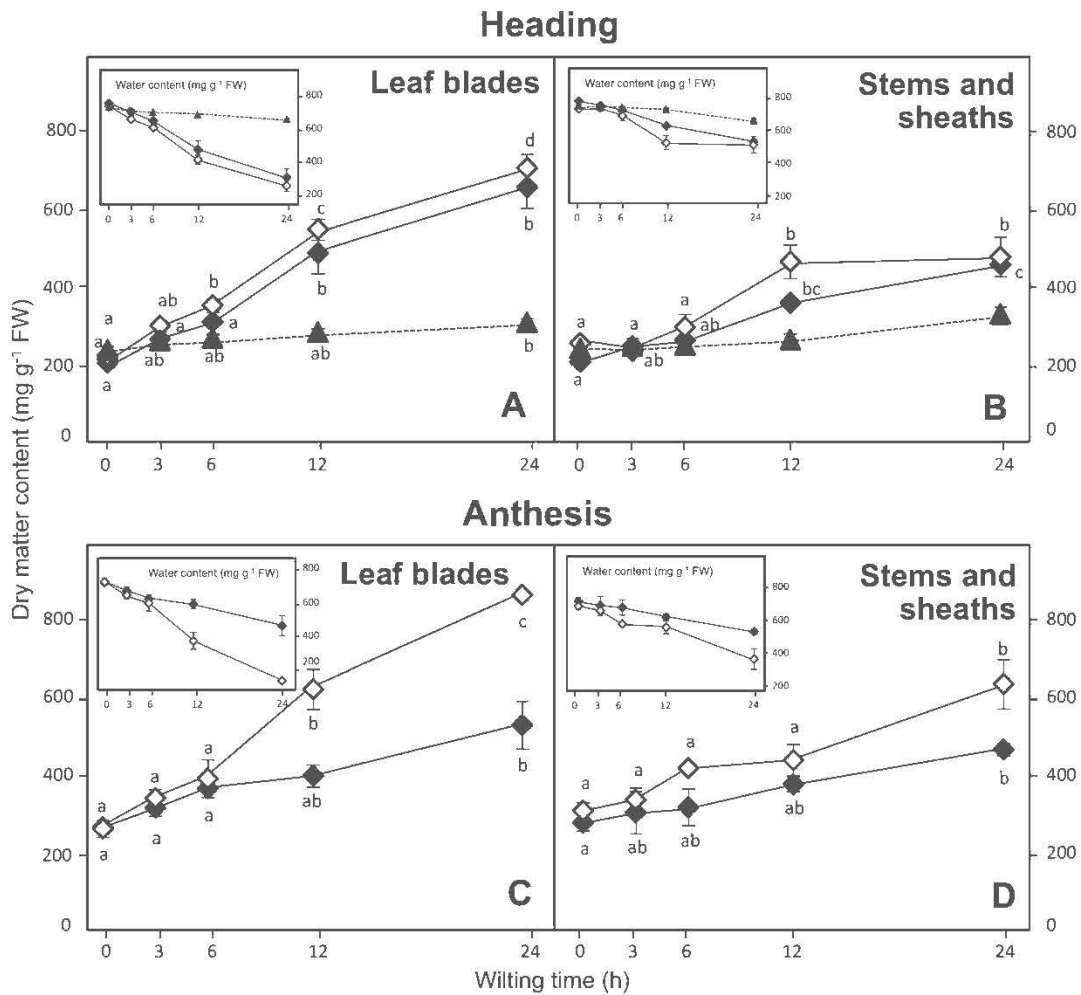 Heading
Leaf blades
Water content (mg g⁻¹ FW)
800
600
400
200
0 3 6 12 24
Stems and
sheaths
Water content (mg g⁻¹ FW)
800
600
400
200
0 3 6 12 24
Dry matter content (mg g⁻¹ FW)
800
600
400
200
0
a
a
a
ab
a
ab
b
a
ab
c
b
ab
d
b
b
A
0 3 6 12 24
800
600
400
200
0
a
a
ab
a
ab
b
bc
b
c
B
0 3 6 12 24
Anthesis
Leaf blades
Water content (mg g⁻¹ FW)
800
600
400
200
0 3 6 12 24
Stems and
sheaths
Water content (mg g⁻¹ FW)
800
600
400
200
0 3 6 12 24
800
600
400
200
0
a
a
a
a
a
a
b
ab
c
b
C
0 3 6 12 24
800
600
400
200
0
a
a
a
ab
a
ab
a
ab
b
b
D
0 3 6 12 24
Wilting time (h)